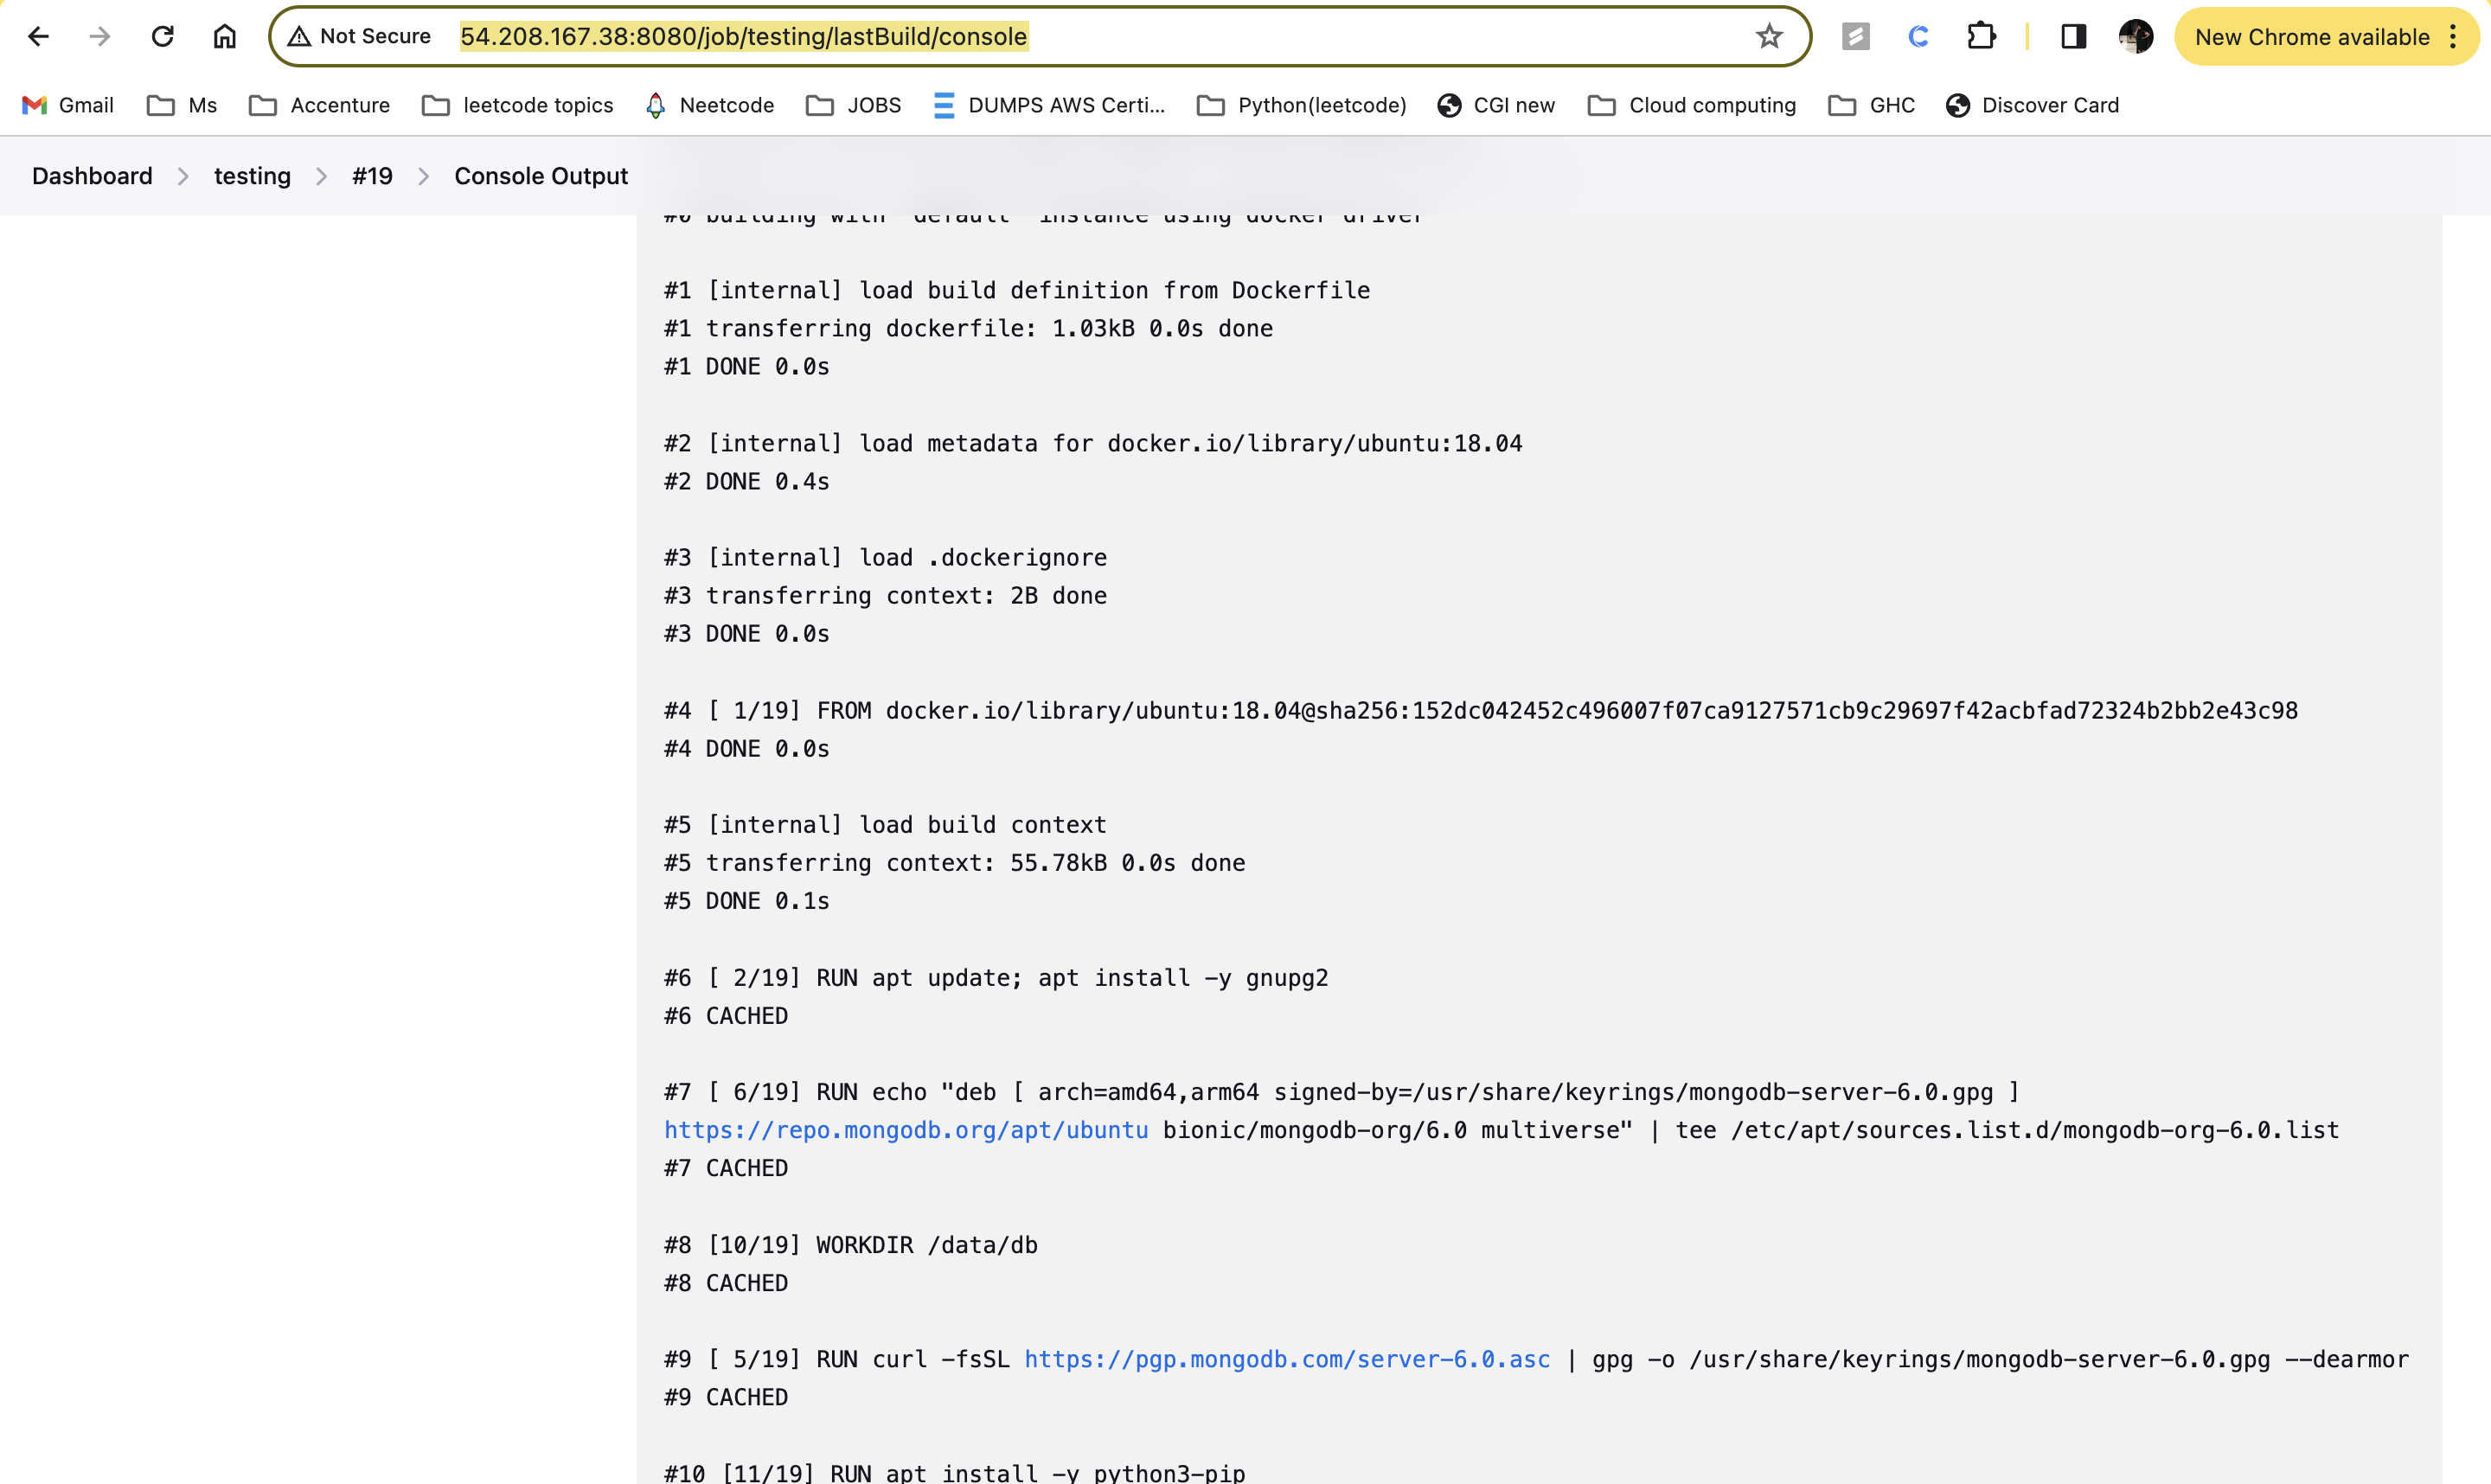 Not Secure 54.208.167.38:8080/job/testing/lastBuild/console New Chrome available
Gmail Ms Accenture leetcode topics Neetcode JOBS DUMPS AWS Certi... Python(leetcode) CGI new Cloud computing GHC Discover Card
Dashboard testing #19 Console Output
#0 building with "default" instance using docker driver
#1 [internal] load build definition from Dockerfile
#1 transferring dockerfile: 1.03kB 0.0s done
#1 DONE 0.0s
#2 [internal] load metadata for docker.io/library/ubuntu:18.04
#2 DONE 0.4s
#3 [internal] load .dockerignore
#3 transferring context: 2B done
#3 DONE 0.0s
#4 [ 1/19] FROM docker.io/library/ubuntu:18.04@sha256:152dc042452c496007f07ca9127571cb9c29697f42acbfad72324b2bb2e43c98
#4 DONE 0.0s
#5 [internal] load build context
#5 transferring context: 55.78kB 0.0s done
#5 DONE 0.1s
#6 [ 2/19] RUN apt update; apt install -y gnupg2
#6 CACHED
#7 [ 6/19] RUN echo "deb [ arch=amd64,arm64 signed-by=/usr/share/keyrings/mongodb-server-6.0.gpg ]
https://repo.mongodb.org/apt/ubuntu bionic/mongodb-org/6.0 multiverse" | tee /etc/apt/sources.list.d/mongodb-org-6.0.list
#7 CACHED
#8 [10/19] WORKDIR /data/db
#8 CACHED
#9 [ 5/19] RUN curl -fsSL https://pgp.mongodb.com/server-6.0.asc | gpg -o /usr/share/keyrings/mongodb-server-6.0.gpg --dearmor
#9 CACHED
#10 [11/19] RUN apt install -y python3-pip